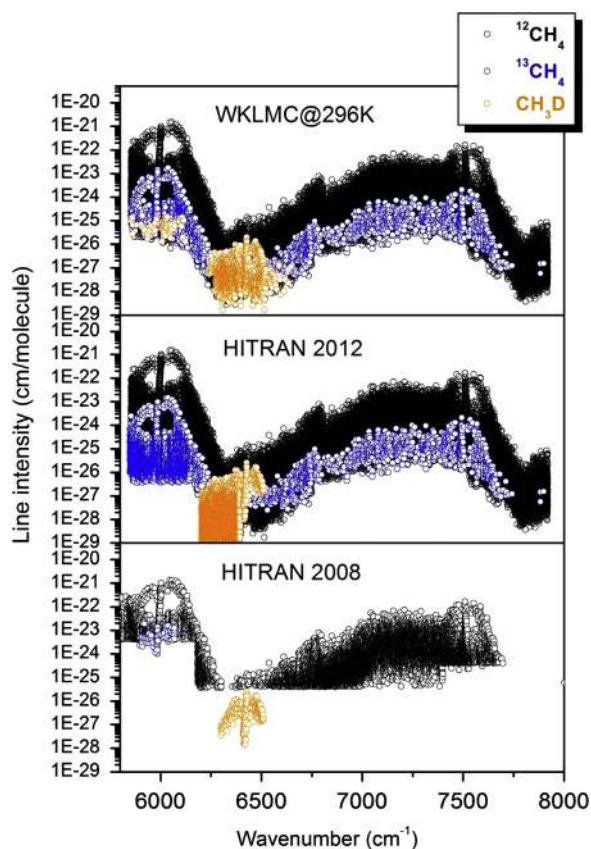 ¹²CH₄
¹³CH₄
CH₃D
WKLMC@296K
1E-20
1E-21
1E-22
1E-23
1E-24
1E-25
1E-26
1E-27
1E-28
1E-29
HITRAN 2012
1E-20
1E-21
1E-22
1E-23
1E-24
1E-25
1E-26
1E-27
1E-28
1E-29
HITRAN 2008
1E-20
1E-21
1E-22
1E-23
1E-24
1E-25
1E-26
1E-27
1E-28
1E-29
Line intensity (cm/molecule)
6000 6500 7000 7500 8000
Wavenumber (cm⁻¹)